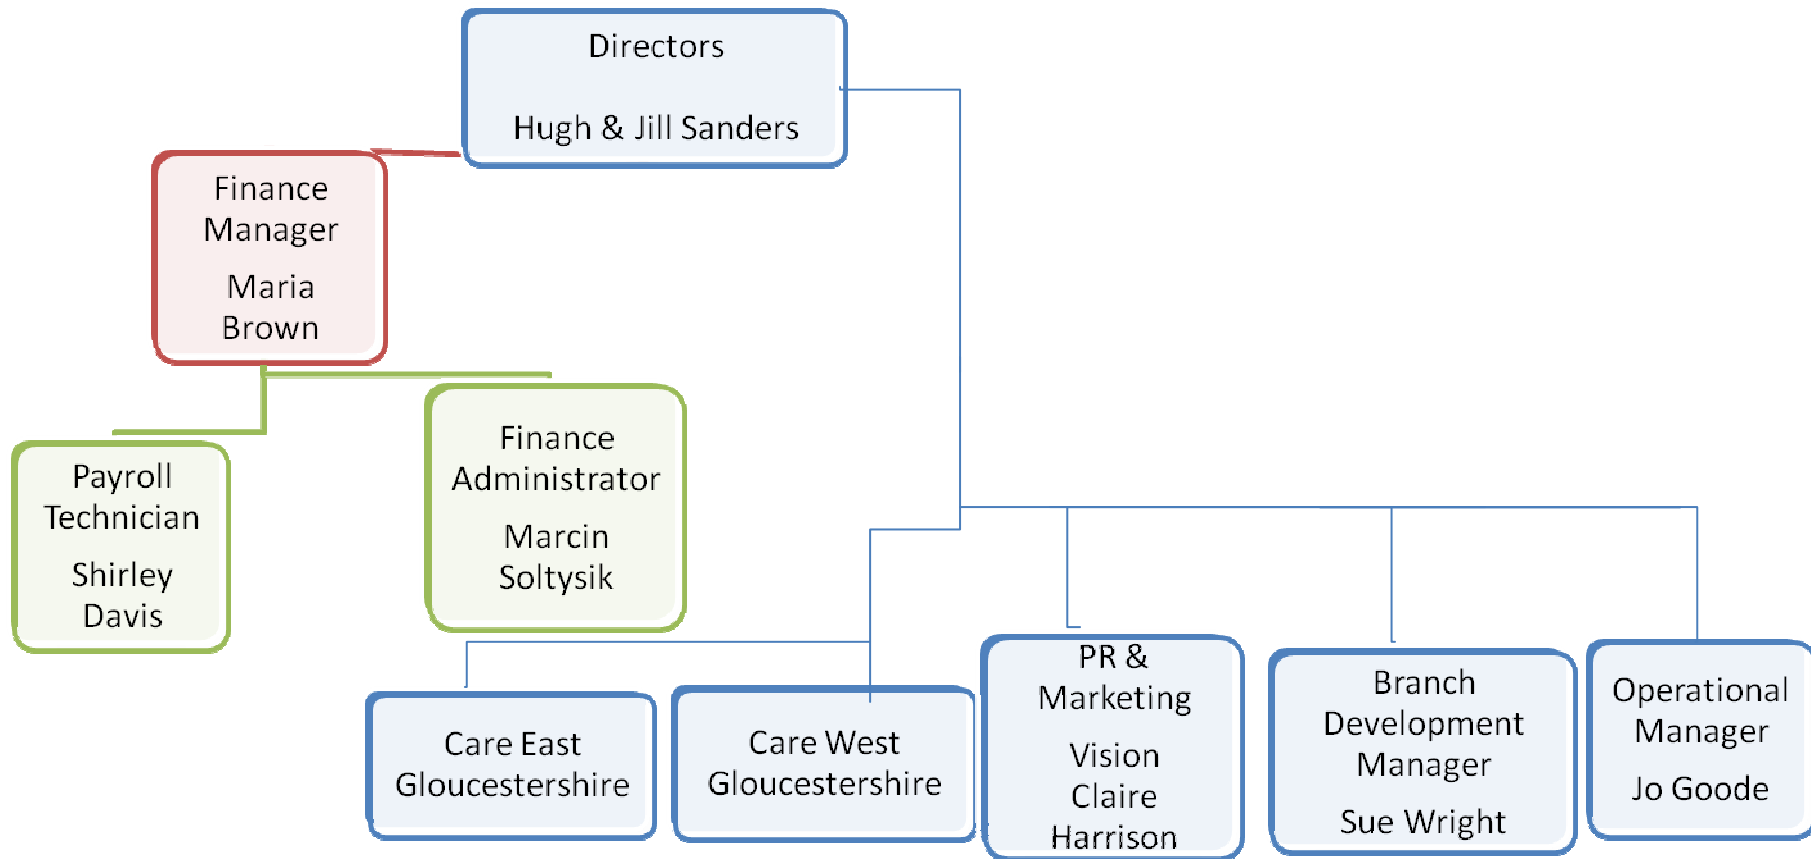 Directors
Hugh & Jill Sanders
Finance
Manager
Maria
Brown
Payroll
Technician
Shirley
Davis
Finance
Administrator
Marcin
Soltysik
Care East
Gloucestershire
Care West
Gloucestershire
PR &
Marketing
Vision
Claire
Harrison
Branch
Development
Manager
Sue Wright
Operational
Manager
Jo Goode